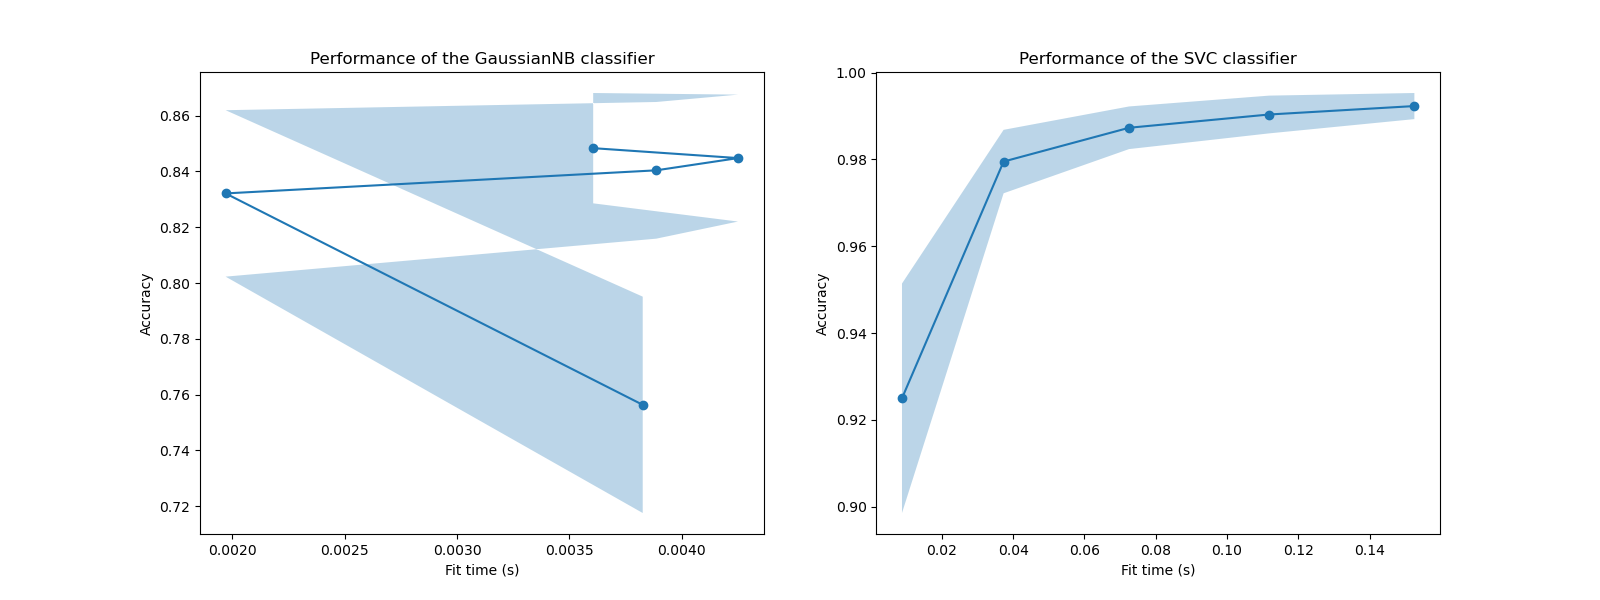 Performance of the GaussianNB classifier
Accuracy
0.86
0.84
0.82
0.80
0.78
0.76
0.74
0.72
0.0020 0.0025 0.0030 0.0035 0.0040
Fit time (s)
Performance of the SVC classifier
Accuracy
1.00
0.98
0.96
0.94
0.92
0.90
0.02 0.04 0.06 0.08 0.10 0.12 0.14
Fit time (s)